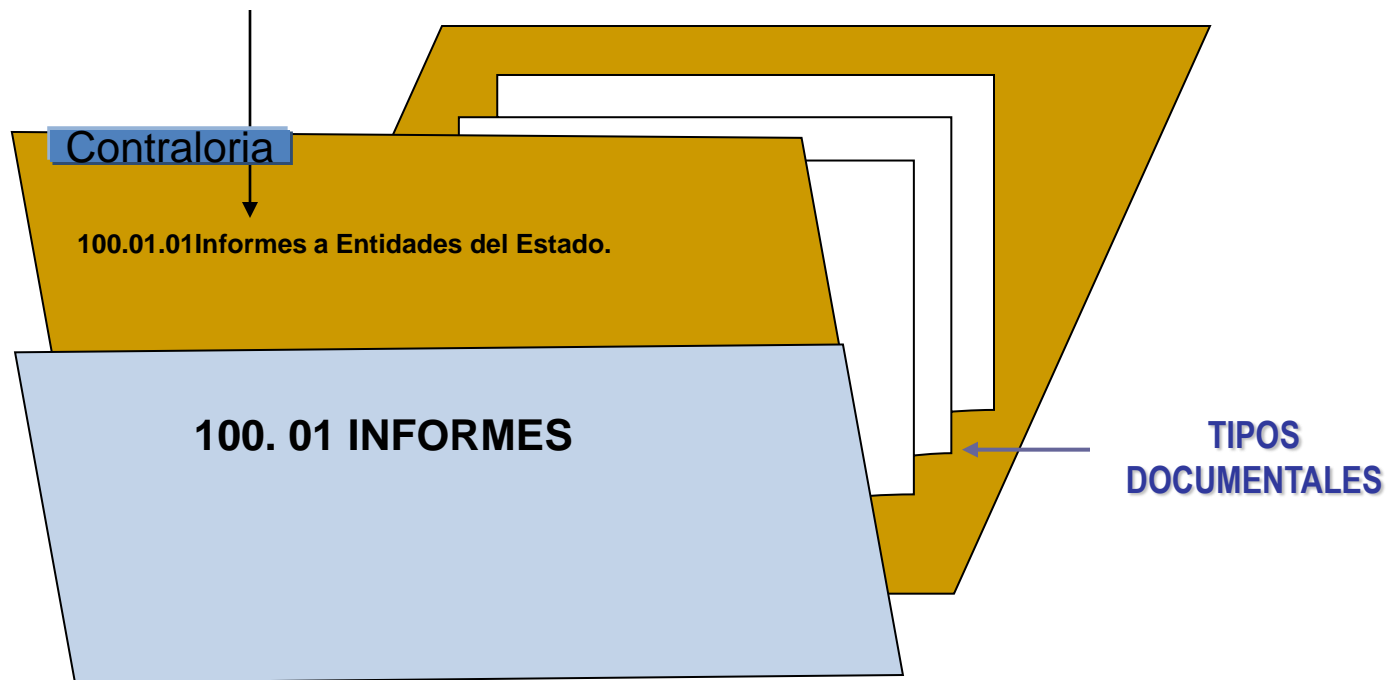 Contraloria
100.01.01Informes a Entidades del Estado.
100. 01 INFORMES
TIPOS
DOCUMENTALES